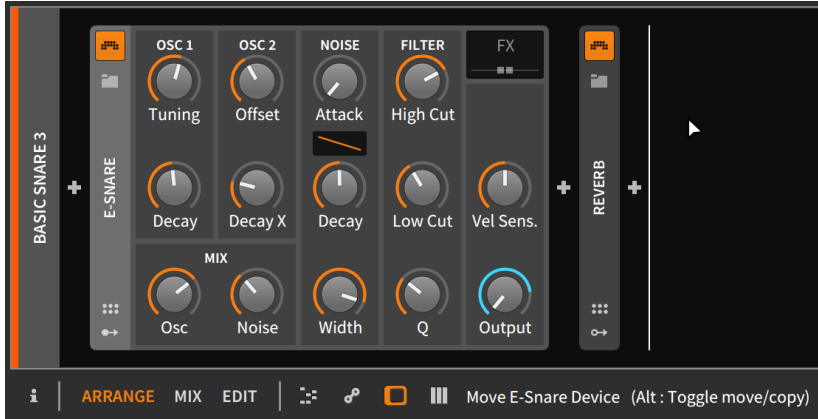 BASIC SNARE 3
E-SNARE
OSC 1 OSC 2 NOISE FILTER FX
Tuning Offset Attack High Cut
Decay Decay X Decay Low Cut Vel Sens.
MIX
Osc Noise Width Q Output
REVERB
i ARRANGE MIX EDIT Move E-Snare Device (Alt : Toggle move/copy)